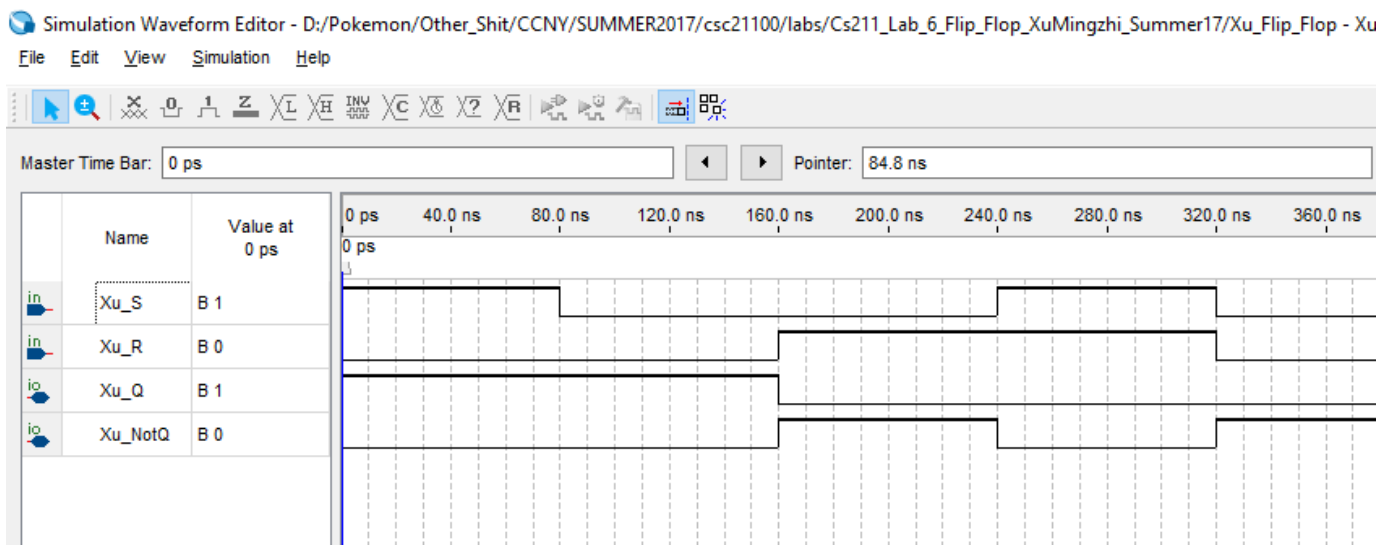 Simulation Waveform Editor - D:/Pokemon/Other_Shit/CCNY/SUMMER2017/csc21100/labs/Cs211_Lab_6_Flip_Flop_XuMingzhi_Summer17/Xu_Flip_Flop - Xu
File Edit View Simulation Help
X 0 1 Z L H INV C ? R
Master Time Bar: 0 ps Pointer: 84.8 ns
Name Value at 0 ps
0 ps 40.0 ns 80.0 ns 120.0 ns 160.0 ns 200.0 ns 240.0 ns 280.0 ns 320.0 ns 360.0 ns
0 ps
in Xu_S B 1
in Xu_R B 0
io Xu_Q B 1
io Xu_NotQ B 0